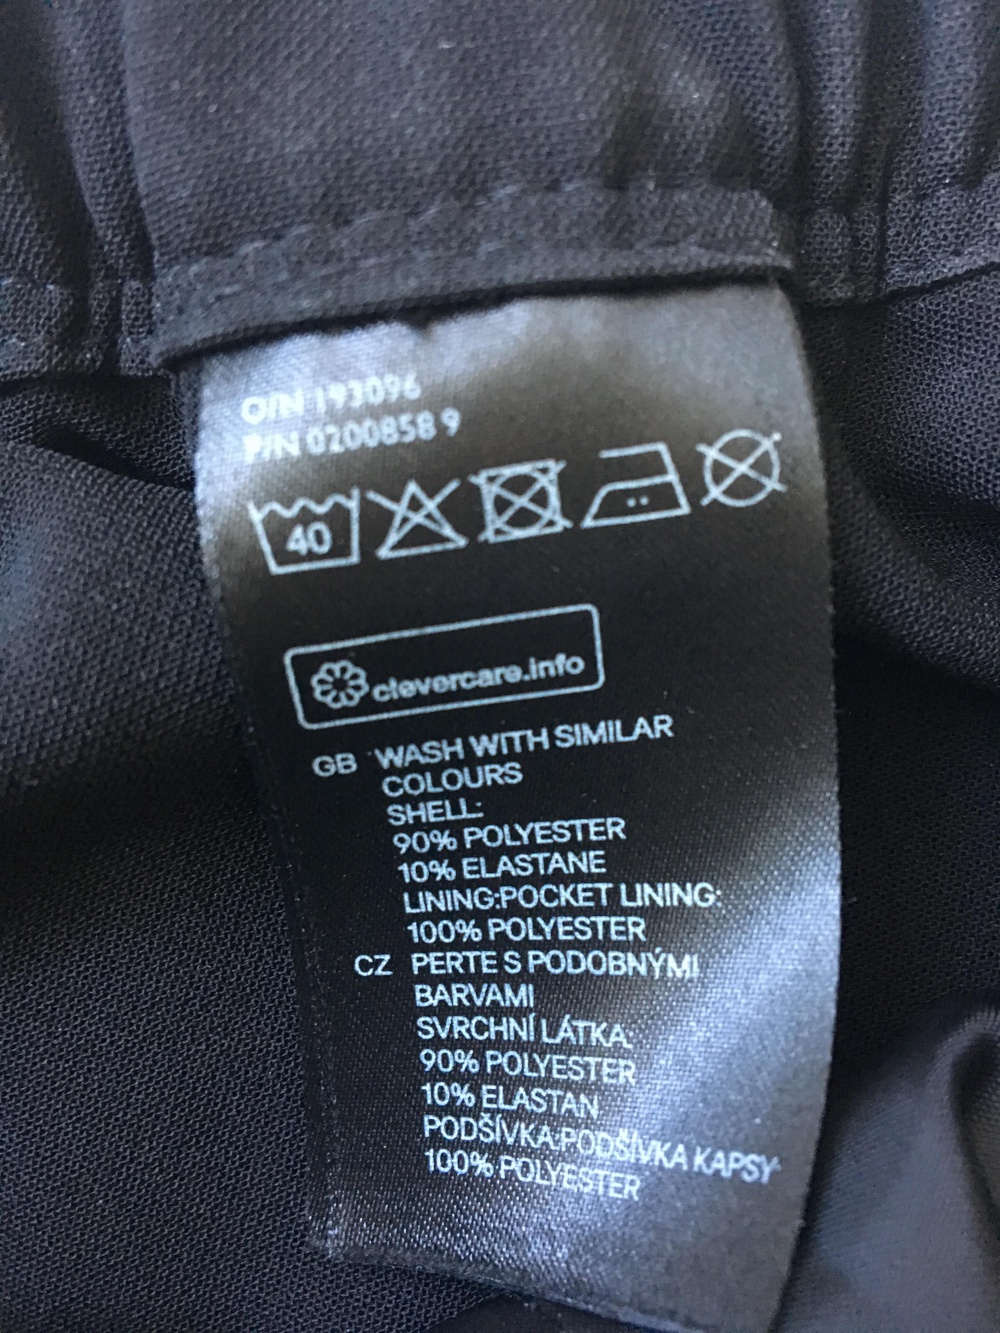 O/N 193096
P/N 0200858 9
40
clevercare.info
GB WASH WITH SIMILAR
COLOURS
SHELL:
90% POLYESTER
10% ELASTANE
LINING:POCKET LINING:
100% POLYESTER
CZ PERTE S PODOBNÝMI
BARVAMI
SVRCHNÍ LÁTKA:
90% POLYESTER
10% ELASTAN
PODŠÍVKA:PODŠÍVKA KAPSY
100% POLYESTER